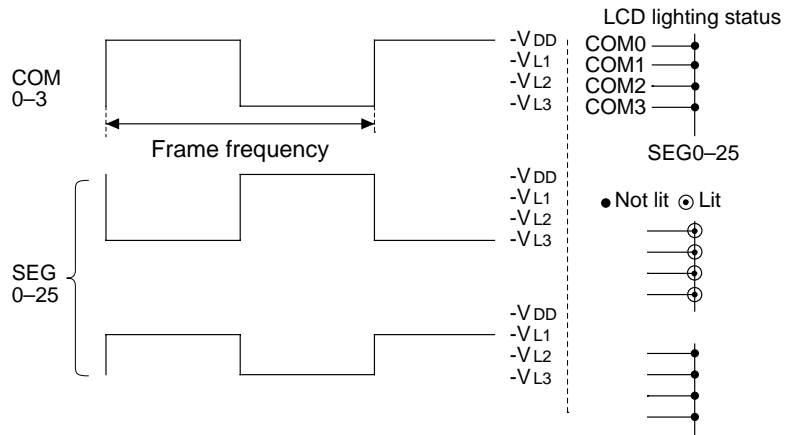 LCD lighting status
COM
0–3
-VDD
-VL1
-VL2
-VL3
COM0
COM1
COM2
COM3
SEG0–25
Frame frequency
SEG
0–25
-VDD
-VL1
-VL2
-VL3
● Not lit ◉ Lit
-VDD
-VL1
-VL2
-VL3